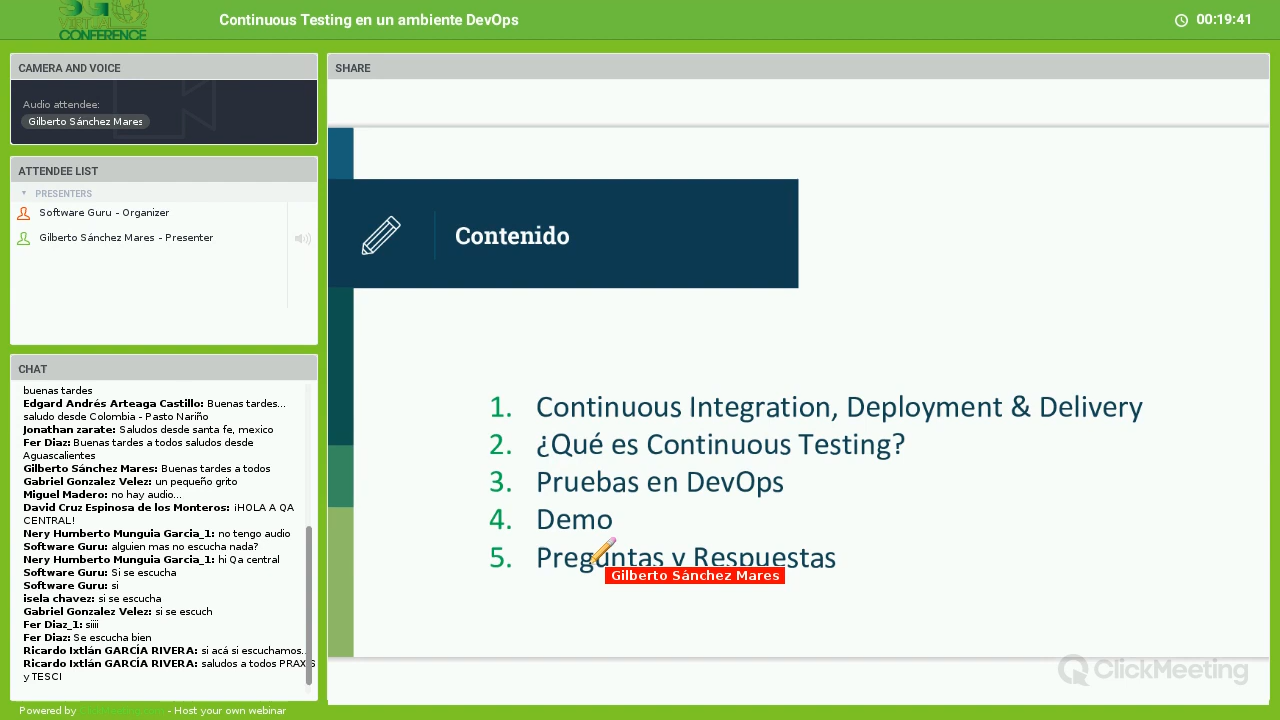 SG
VIRTUAL
CONFERENCE
Continuous Testing en un ambiente DevOps
00:19:41
CAMERA AND VOICE
Audio attendee:
Gilberto Sánchez Mares
ATTENDEE LIST
PRESENTERS
Software Guru - Organizer
Gilberto Sánchez Mares - Presenter
CHAT
buenas tardes
Edgard Andrés Arteaga Castillo: Buenas tardes...
saludo desde Colombia - Pasto Nariño
Jonathan zarate: Saludos desde santa fe, mexico
Fer Diaz: Buenas tardes a todos saludos desde
Aguascalientes
Gilberto Sánchez Mares: Buenas tardes a todos
Gabriel Gonzalez Velez: un pequeño grito
Miguel Madero: no hay audio...
David Cruz Espinosa de los Monteros: ¡HOLA A QA
CENTRAL!
Nery Humberto Munguia Garcia_1: no tengo audio
Software Guru: alguien mas no escucha nada?
Nery Humberto Munguia Garcia_1: hi Qa central
Software Guru: Si se escucha
Software Guru: si
isela chavez: si se escucha
Gabriel Gonzalez Velez: si se escuch
Fer Diaz_1: siiii
Fer Diaz: Se escucha bien
Ricardo Ixtlán GARCÍA RIVERA: si acá si escuchamos..
Ricardo Ixtlán GARCÍA RIVERA: saludos a todos PRAXIS
y TESCI
Powered by ClickMeeting.com - Host your own webinar
SHARE
Contenido
1. Continuous Integration, Deployment & Delivery
2. ¿Qué es Continuous Testing?
3. Pruebas en DevOps
4. Demo
5. Preguntas y Respuestas
Gilberto Sánchez Mares
ClickMeeting